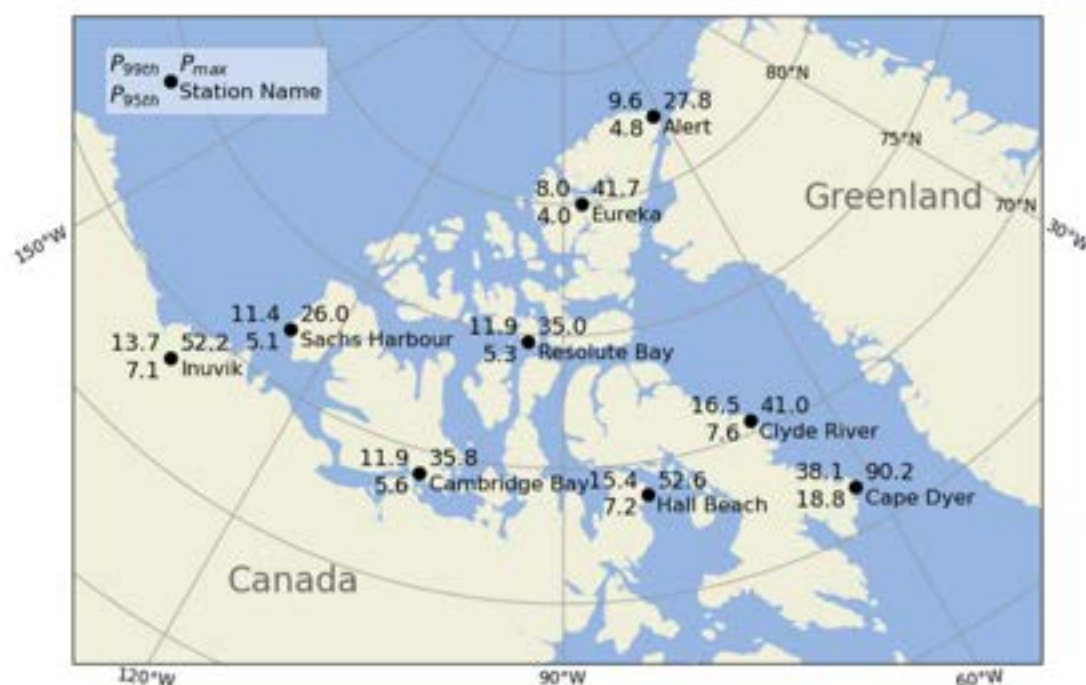 P99th Pmax
P95th Station Name
80°N
9.6 27.8
4.8 Alert
75°N
8.0 41.7
4.0 Eureka
Greenland
70°N
30°W
150°W
11.4 26.0
5.1 Sachs Harbour
11.9 35.0
5.3 Resolute Bay
13.7 52.2
7.1 Inuvik
16.5 41.0
7.6 Clyde River
11.9 35.8
5.6 Cambridge Bay
15.4 52.6
7.2 Hall Beach
38.1 90.2
18.8 Cape Dyer
Canada
120°W
90°W
60°W